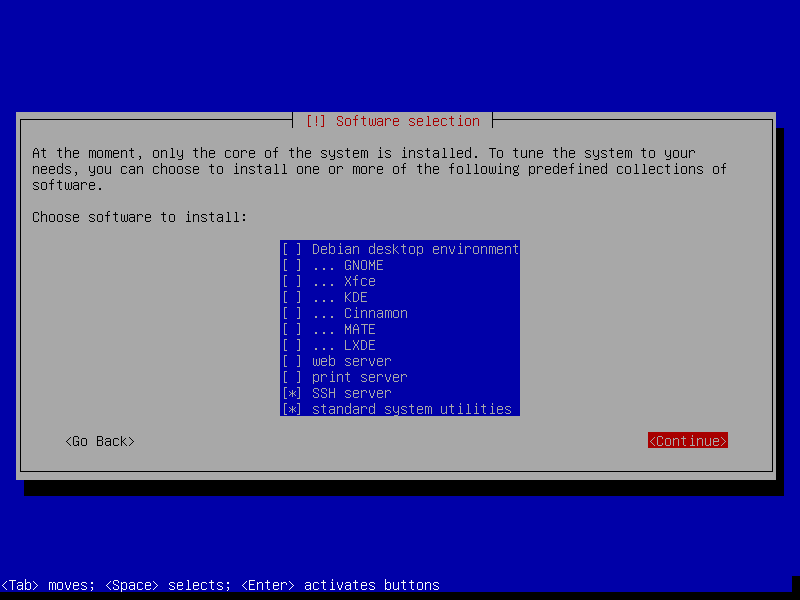 [!] Software selection
At the moment, only the core of the system is installed. To tune the system to your
needs, you can choose to install one or more of the following predefined collections of
software.
Choose software to install:
[ ] Debian desktop environment
[ ] ... GNOME
[ ] ... Xfce
[ ] ... KDE
[ ] ... Cinnamon
[ ] ... MATE
[ ] ... LXDE
[ ] web server
[ ] print server
[*] SSH server
[*] standard system utilities
<Go Back> <Continue>
<Tab> moves; <Space> selects; <Enter> activates buttons